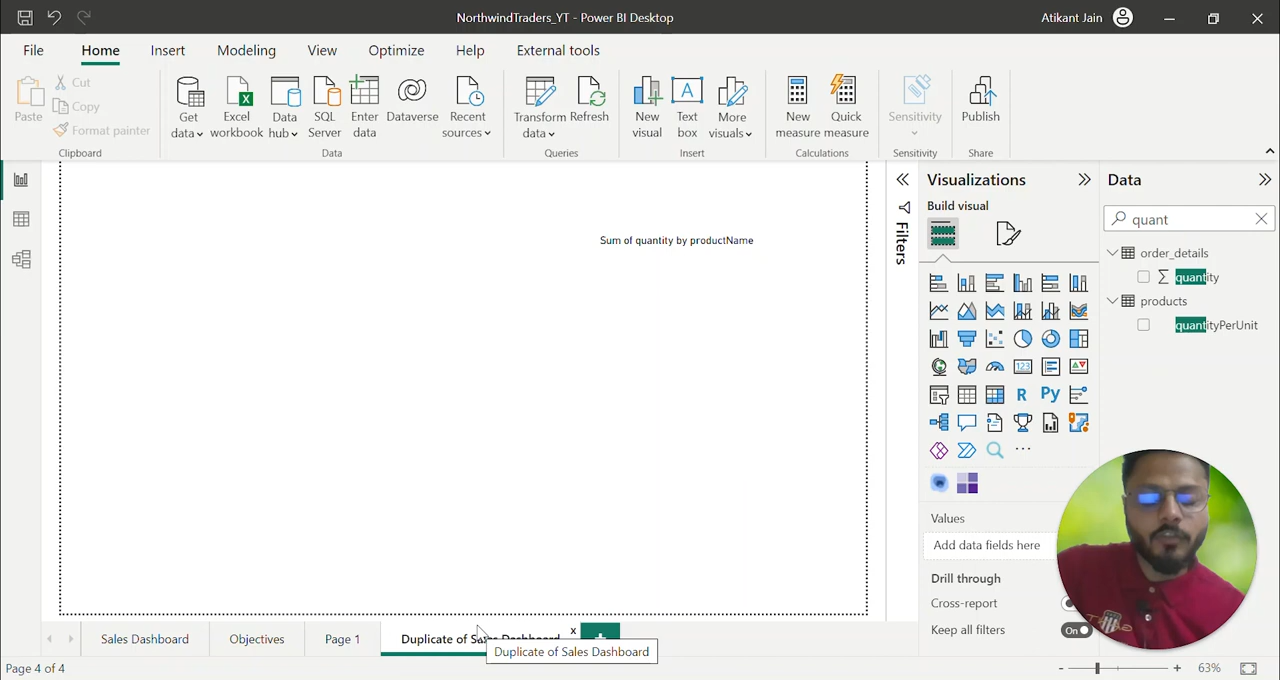 NorthwindTraders_YT - Power BI Desktop
Atikant Jain
File
Home
Insert
Modeling
View
Optimize
Help
External tools
Paste
Cut
Copy
Format painter
Clipboard
Get
data
Excel
workbook
Data
hub
SQL
Server
Enter
data
Dataverse
Recent
sources
Data
Transform
data
Refresh
Queries
New
visual
Text
box
More
visuals
Insert
New
measure
Quick
measure
Calculations
Sensitivity
Sensitivity
Publish
Share
Sum of quantity by productName
Filters
Visualizations
Build visual
123
R
Py
Values
Add data fields here
Drill through
Cross-report
Keep all filters
On
Data
quant
order_details
quantity
products
quantityPerUnit
Sales Dashboard
Objectives
Page 1
Duplicate of Sales Dashboard
x
+
Duplicate of Sales Dashboard
Page 4 of 4
- + 63%